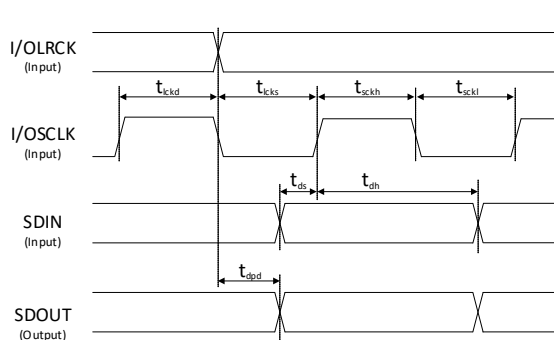 I/OLRCK
(Input)
tlckd
tlcks
tsckh
tsckl
I/OSCLK
(Input)
tds
tdh
SDIN
(Input)
tdpd
SDOUT
(Output)